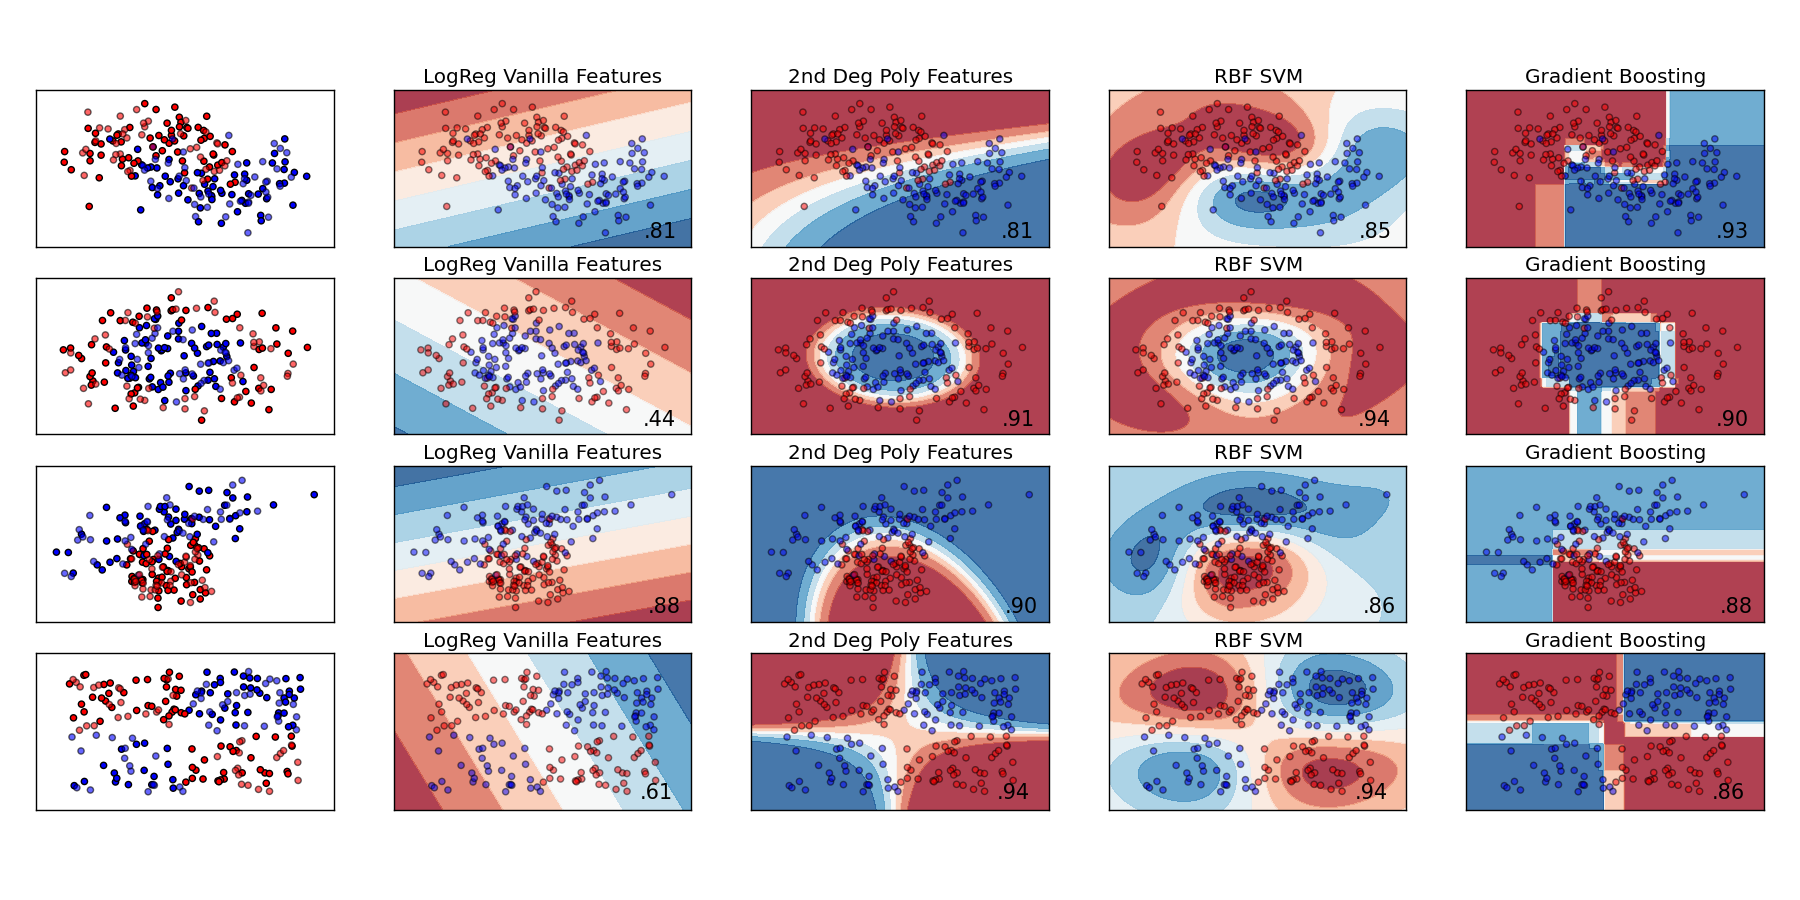 LogReg Vanilla Features 2nd Deg Poly Features RBF SVM Gradient Boosting
.81 .81 .85 .93
LogReg Vanilla Features 2nd Deg Poly Features RBF SVM Gradient Boosting
.44 .91 .94 .90
LogReg Vanilla Features 2nd Deg Poly Features RBF SVM Gradient Boosting
.88 .90 .86 .88
LogReg Vanilla Features 2nd Deg Poly Features RBF SVM Gradient Boosting
.61 .94 .94 .86